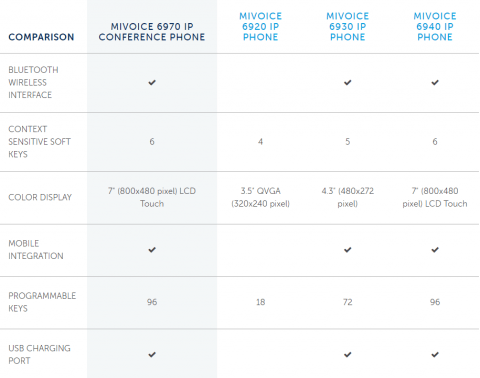 COMPARISON MIVOICE 6970 IP CONFERENCE PHONE MIVOICE 6920 IP PHONE MIVOICE 6930 IP PHONE MIVOICE 6940 IP PHONE
BLUETOOTH WIRELESS INTERFACE ✔ ✔ ✔
CONTEXT SENSITIVE SOFT KEYS 6 4 5 6
COLOR DISPLAY 7" (800x480 pixel) LCD Touch 3.5" QVGA (320x240 pixel) 4.3" (480x272 pixel) 7" (800x480 pixel) LCD Touch
MOBILE INTEGRATION ✔ ✔ ✔
PROGRAMMABLE KEYS 96 18 72 96
USB CHARGING PORT ✔ ✔ ✔